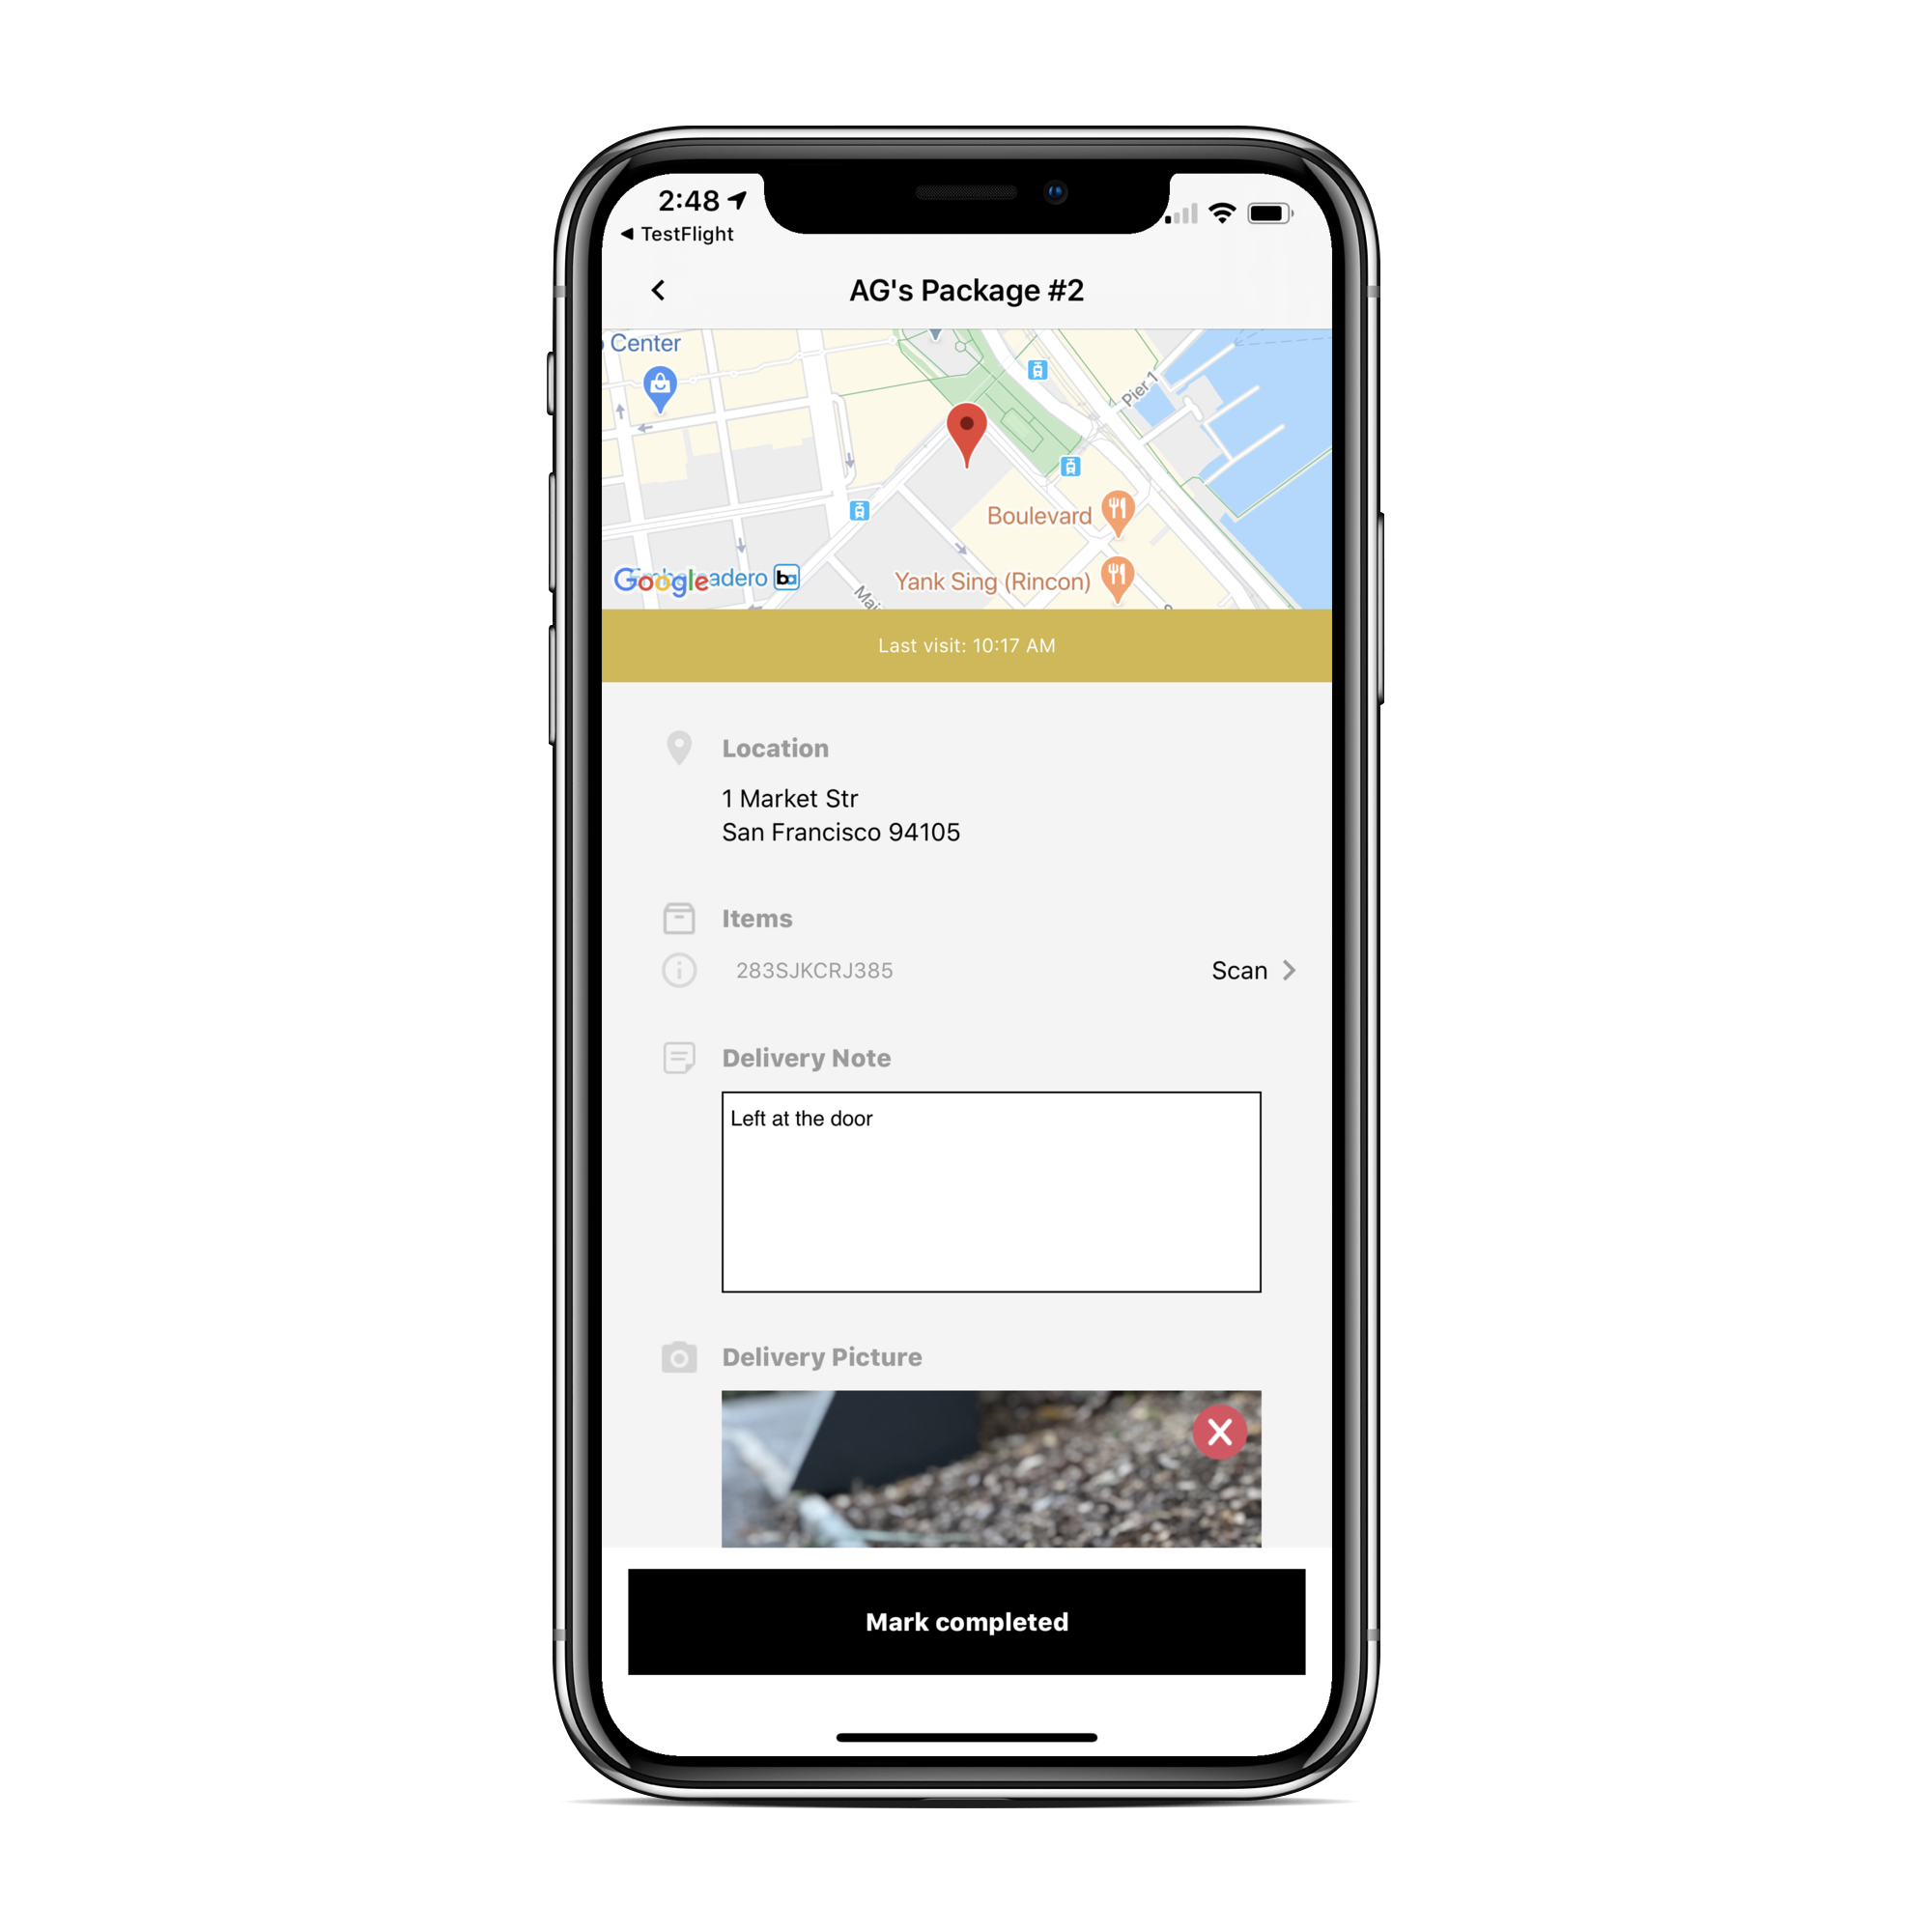 2:48
TestFlight
AG's Package #2
Center
Pier 1
Boulevard
Google
Yank Sing (Rincon)
Last visit: 10:17 AM
Location
1 Market Str
San Francisco 94105
Items
283SJKCRJ385
Scan
Delivery Note
Left at the door
Delivery Picture
Mark completed